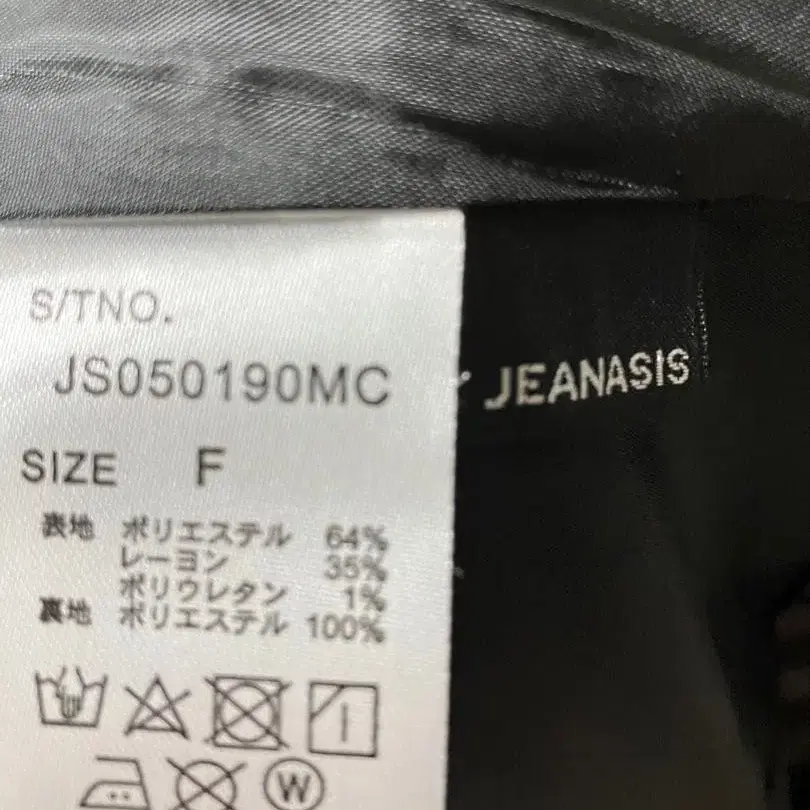 S/TNO.
JS050190MC
JEANASIS
SIZE F
表地 ポリエステル 64%
レーヨン 35%
ポリウレタン 1%
裏地 ポリエステル 100%
W